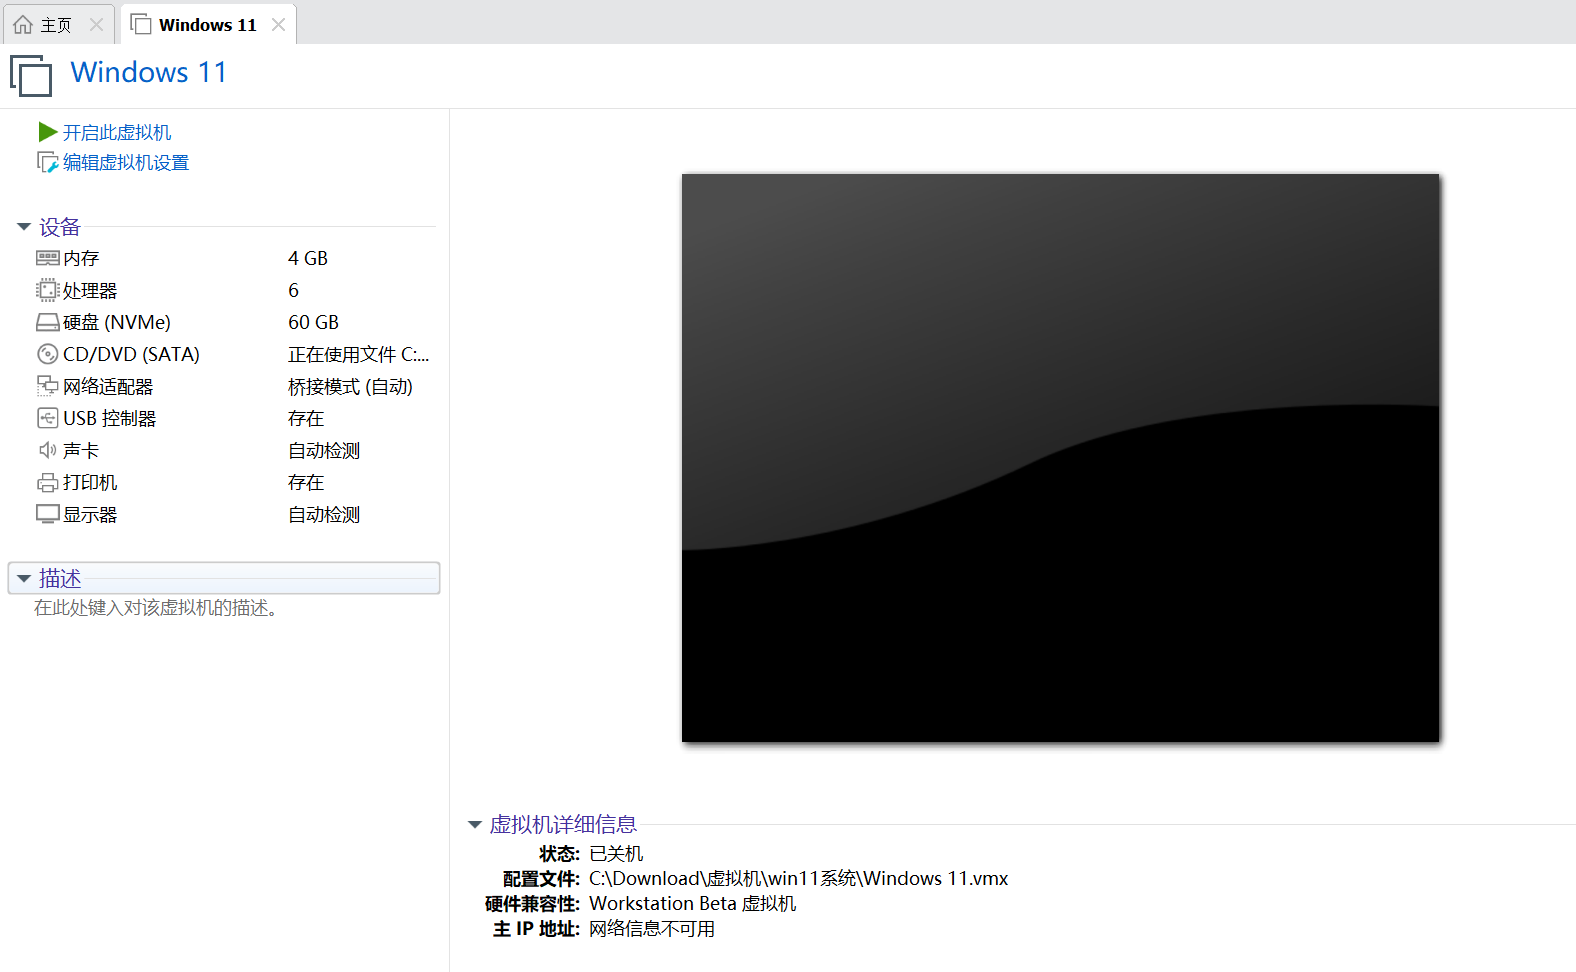 主页
Windows 11
Windows 11
开启此虚拟机
编辑虚拟机设置
设备
内存 4 GB
处理器 6
硬盘 (NVMe) 60 GB
CD/DVD (SATA) 正在使用文件 C:...
网络适配器 桥接模式 (自动)
USB 控制器 存在
声卡 自动检测
打印机 存在
显示器 自动检测
描述
在此处键入对该虚拟机的描述。
虚拟机详细信息
状态: 已关机
配置文件: C:\Download\虚拟机\win11系统\Windows 11.vmx
硬件兼容性: Workstation Beta 虚拟机
主 IP 地址: 网络信息不可用